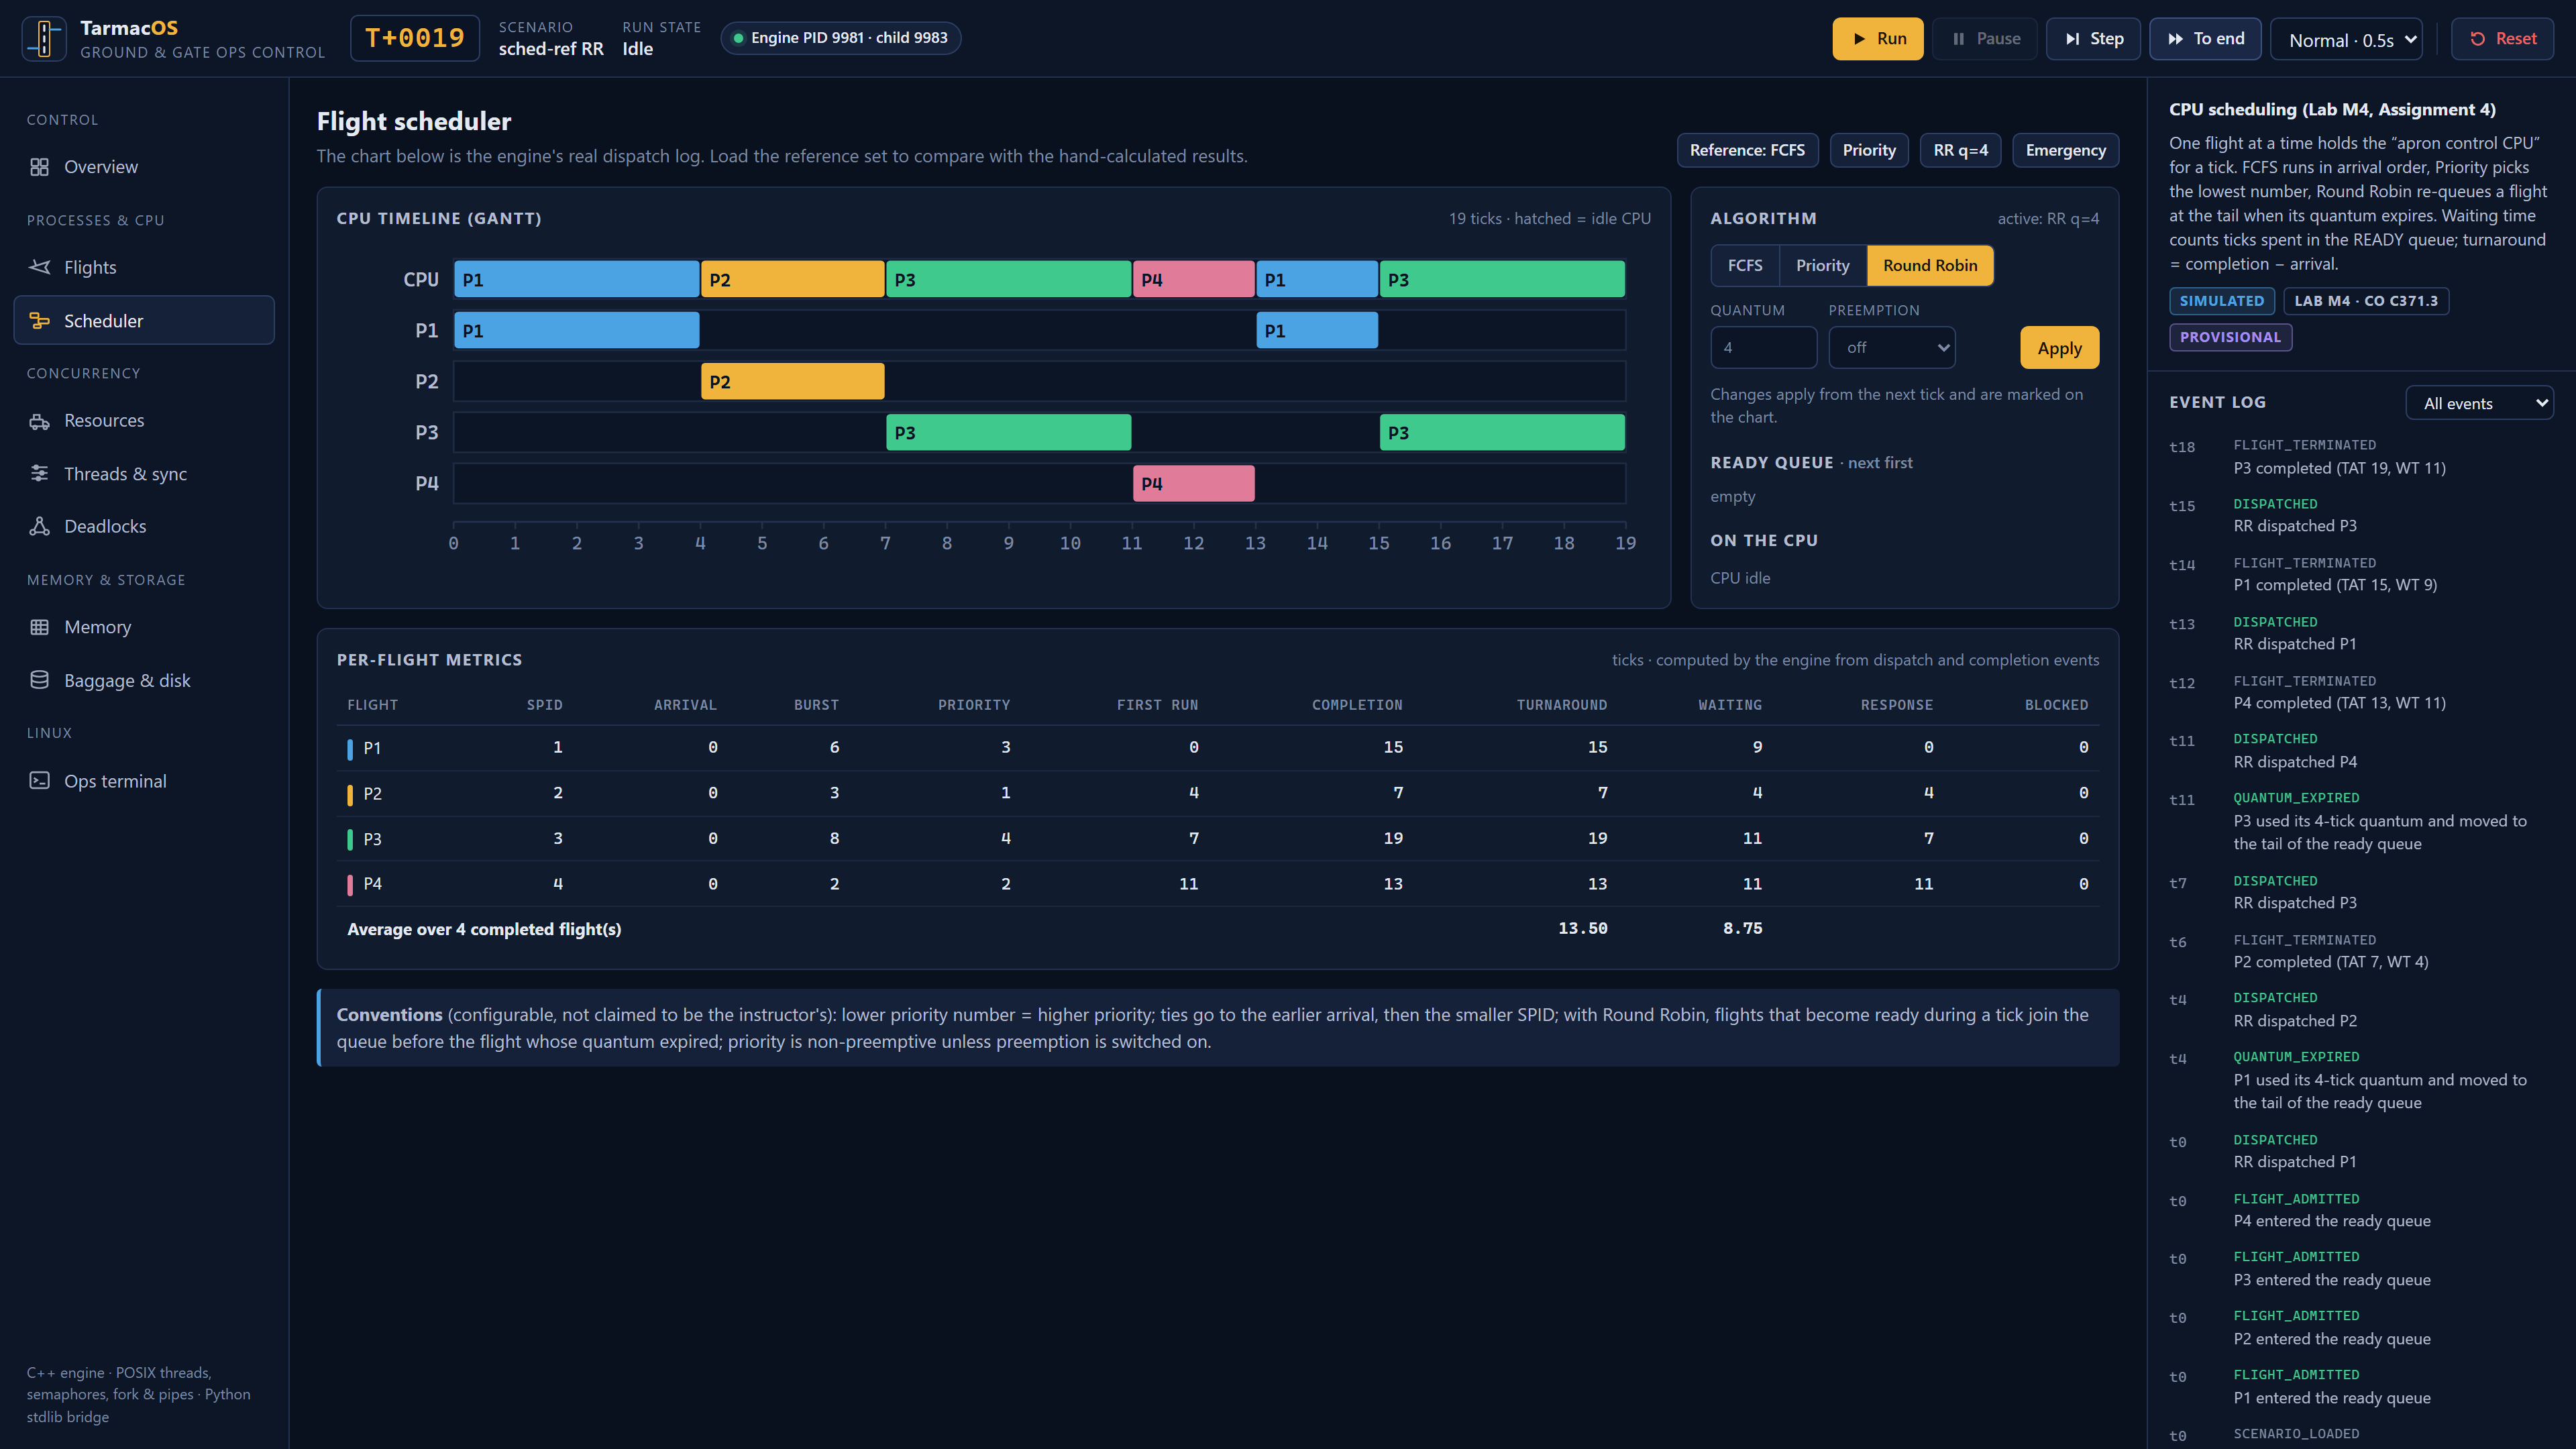 TarmacOS
GROUND & GATE OPS CONTROL
T+0019
SCENARIO
sched-ref RR
RUN STATE
Idle
Engine PID 9981 · child 9983
Run
Pause
Step
To end
Normal · 0.5s
Reset
CONTROL
Overview
PROCESSES & CPU
Flights
Scheduler
CONCURRENCY
Resources
Threads & sync
Deadlocks
MEMORY & STORAGE
Memory
Baggage & disk
LINUX
Ops terminal
C++ engine · POSIX threads,
semaphores, fork & pipes · Python
stdlib bridge
Flight scheduler
The chart below is the engine's real dispatch log. Load the reference set to compare with the hand-calculated results.
Reference: FCFS
Priority
RR q=4
Emergency
CPU TIMELINE (GANTT)
19 ticks · hatched = idle CPU
CPU P1 P2 P3 P4 P1 P3
P1 P1 P1
P2 P2
P3 P3 P3
P4 P4
0 1 2 3 4 5 6 7 8 9 10 11 12 13 14 15 16 17 18 19
ALGORITHM
active: RR q=4
FCFS Priority Round Robin
QUANTUM PREEMPTION
4 off Apply
Changes apply from the next tick and are marked on
the chart.
READY QUEUE · next first
empty
ON THE CPU
CPU idle
PER-FLIGHT METRICS
ticks · computed by the engine from dispatch and completion events
FLIGHT SPID ARRIVAL BURST PRIORITY FIRST RUN COMPLETION TURNAROUND WAITING RESPONSE BLOCKED
P1 1 0 6 3 0 15 15 9 0 0
P2 2 0 3 1 4 7 7 4 4 0
P3 3 0 8 4 7 19 19 11 7 0
P4 4 0 2 2 11 13 13 11 11 0
Average over 4 completed flight(s) 13.50 8.75
Conventions (configurable, not claimed to be the instructor's): lower priority number = higher priority; ties go to the earlier arrival, then the smaller SPID; with Round Robin, flights that become ready during a tick join the
queue before the flight whose quantum expired; priority is non-preemptive unless preemption is switched on.
CPU scheduling (Lab M4, Assignment 4)
One flight at a time holds the “apron control CPU”
for a tick. FCFS runs in arrival order, Priority picks
the lowest number, Round Robin re-queues a flight
at the tail when its quantum expires. Waiting time
counts ticks spent in the READY queue; turnaround
= completion − arrival.
SIMULATED
LAB M4 · CO C371.3
PROVISIONAL
EVENT LOG
All events
t18 FLIGHT_TERMINATED
P3 completed (TAT 19, WT 11)
t15 DISPATCHED
RR dispatched P3
t14 FLIGHT_TERMINATED
P1 completed (TAT 15, WT 9)
t13 DISPATCHED
RR dispatched P1
t12 FLIGHT_TERMINATED
P4 completed (TAT 13, WT 11)
t11 DISPATCHED
RR dispatched P4
t11 QUANTUM_EXPIRED
P3 used its 4-tick quantum and moved to
the tail of the ready queue
t7 DISPATCHED
RR dispatched P3
t6 FLIGHT_TERMINATED
P2 completed (TAT 7, WT 4)
t4 DISPATCHED
RR dispatched P2
t4 QUANTUM_EXPIRED
P1 used its 4-tick quantum and moved to
the tail of the ready queue
t0 DISPATCHED
RR dispatched P1
t0 FLIGHT_ADMITTED
P4 entered the ready queue
t0 FLIGHT_ADMITTED
P3 entered the ready queue
t0 FLIGHT_ADMITTED
P2 entered the ready queue
t0 FLIGHT_ADMITTED
P1 entered the ready queue
t0 SCENARIO_LOADED